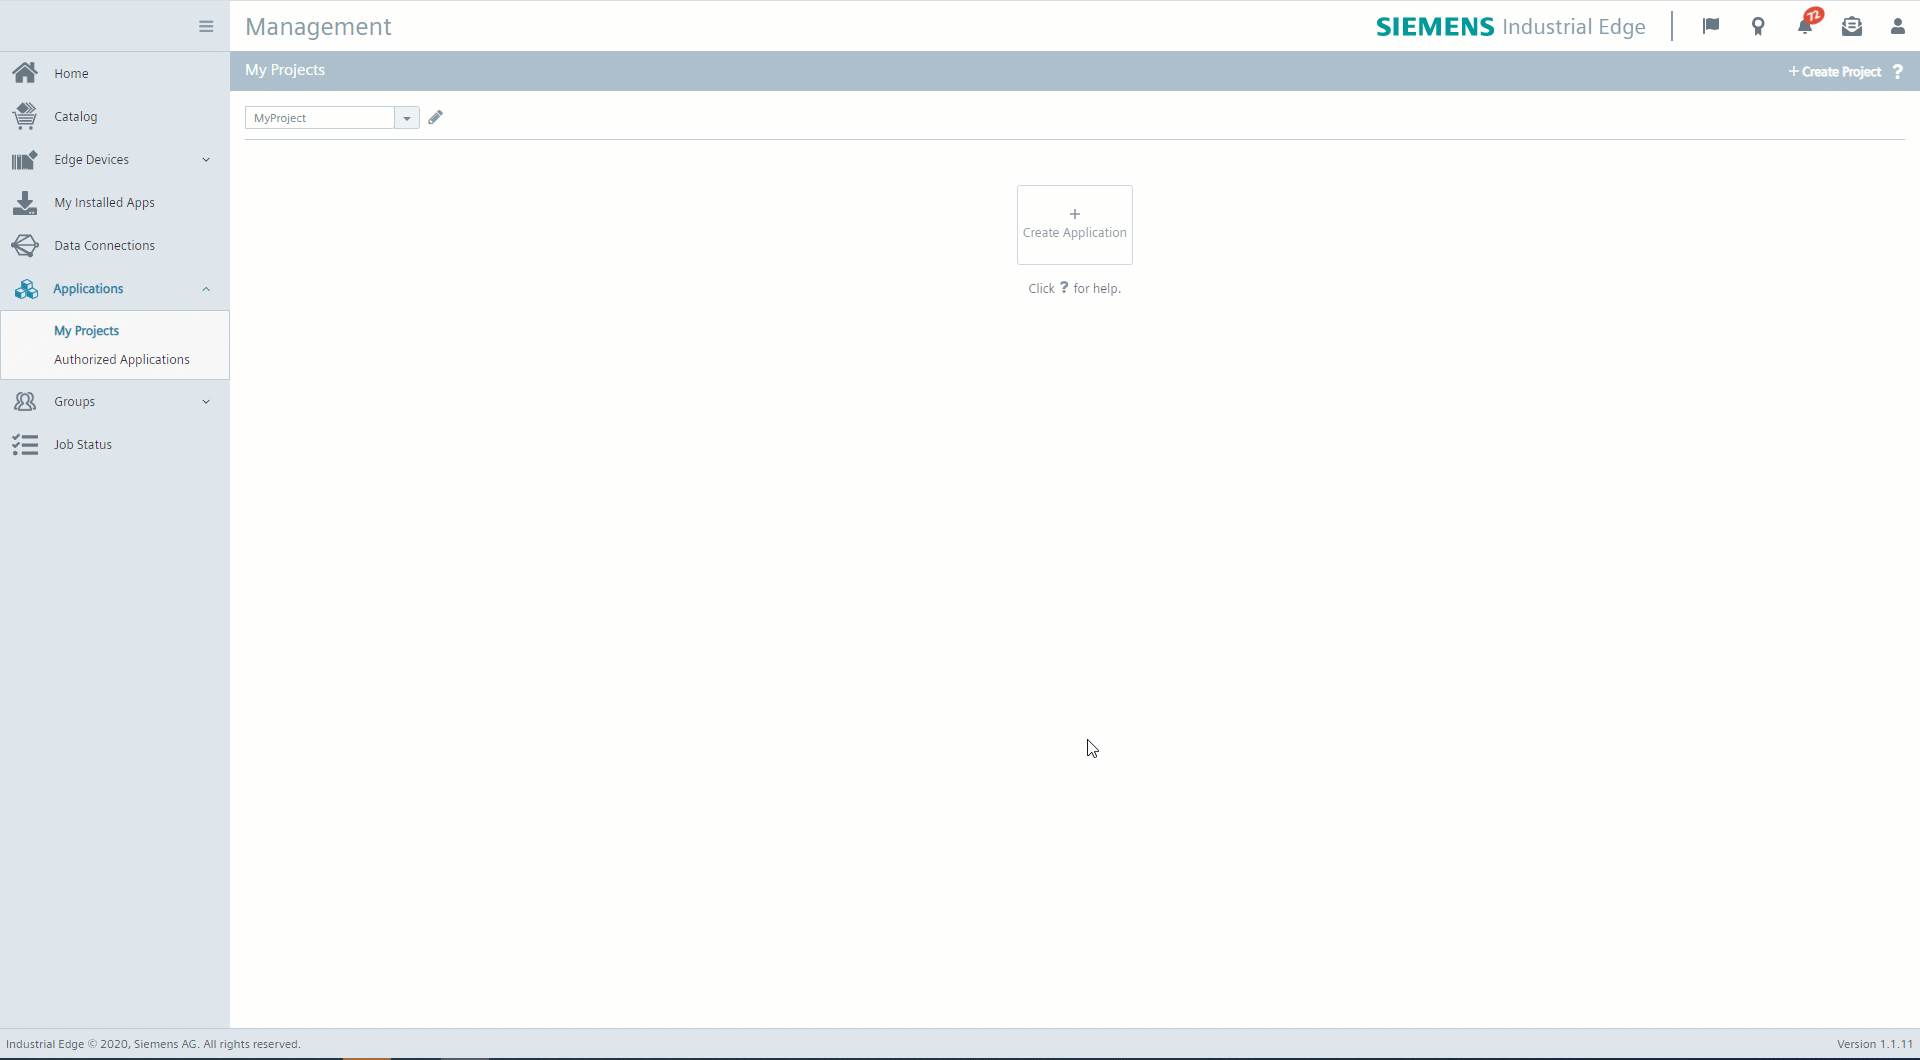 Management
SIEMENS Industrial Edge
72
My Projects
+ Create Project ?
MyProject
Home
Catalog
Edge Devices
My Installed Apps
Data Connections
Applications
My Projects
Authorized Applications
Groups
Job Status
+
Create Application
Click ? for help.
Industrial Edge © 2020, Siemens AG. All rights reserved.
Version 1.1.11